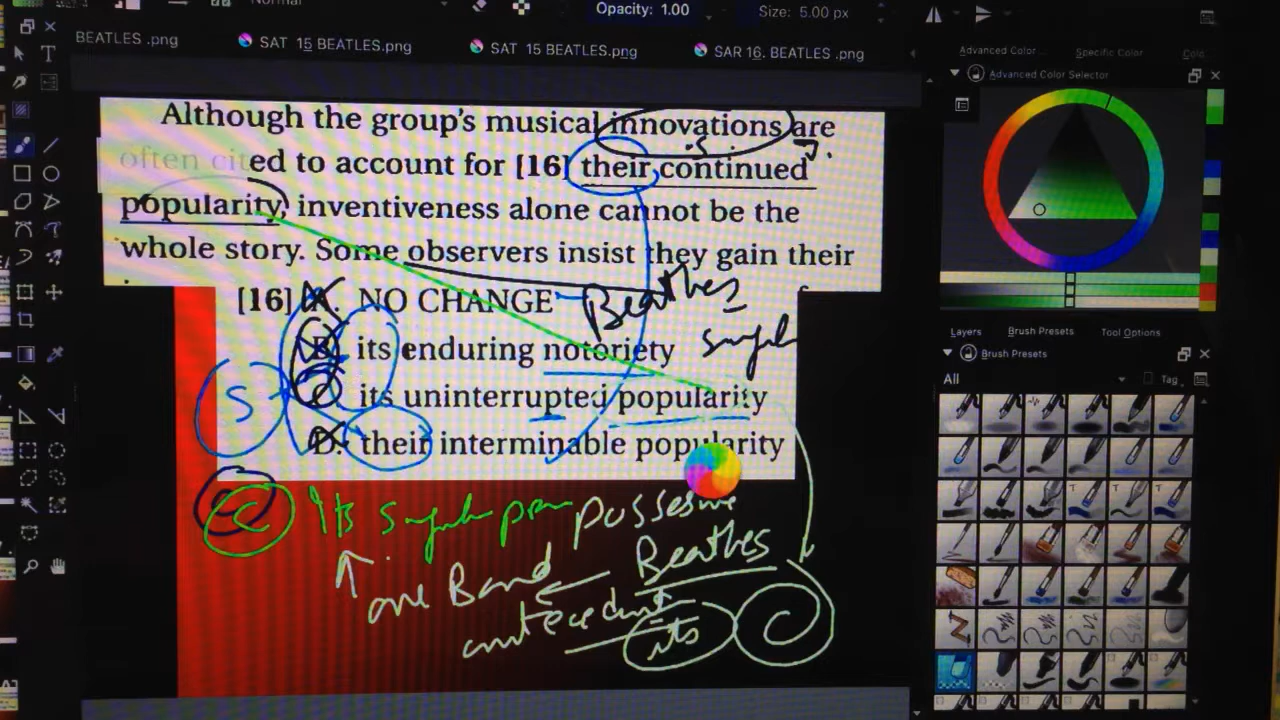 Normal
Opacity: 1.00
Size: 5.00 px
BEATLES .png
SAT 15 BEATLES.png
SAT 15 BEATLES.png
SAR 16. BEATLES .png
Advanced Color...
Specific Color
Colo
Advanced Color Selector
Although the group's musical innovations are
often cited to account for [16] their continued
popularity, inventiveness alone cannot be the
whole story. Some observers insist they gain their
[16] A. NO CHANGE Beatles
B. its enduring notoriety
C. its uninterrupted popularity
D. their interminable popularity
S
C its possessive
Beatles
one Band
antecedent
its C
Layers
Brush Presets
Tool Options
Brush Presets
All
Tag